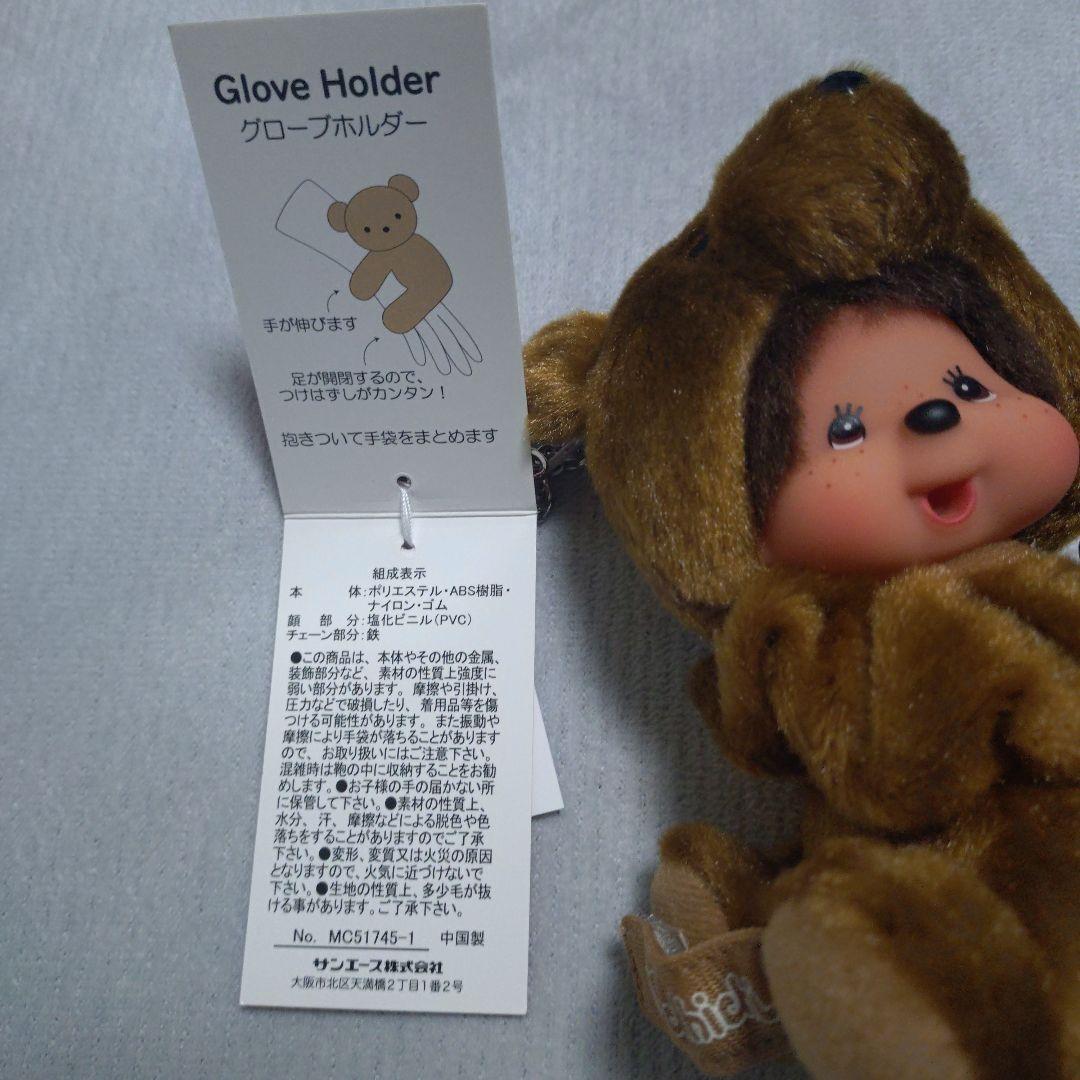 Glove Holder
グローブホルダー
手が伸びます
足が開閉するので、
つけはずしがカンタン！
抱きついて手袋をまとめます
組成表示
本 体:ポリエステル・ABS樹脂・
ナイロン・ゴム
顔 部 分:塩化ビニル(PVC)
チェーン部分:鉄
●この商品は、本体やその他の金属、
装飾部分など、素材の性質上強度に
弱い部分があります。摩擦や引掛け、
圧力などで破損したり、着用品等を傷
つける可能性があります。また振動や
摩擦により手袋が落ちることがあります
ので、お取り扱いにはご注意下さい。
混雑時は鞄の中に収納することをお勧
めします。●お子様の手の届かない所
に保管して下さい。●素材の性質上、
水分、汗、摩擦などによる脱色や色
落ちをすることがありますのでご了承
下さい。●変形、変質又は火災の原因
となりますので、火気に近づけないで
下さい。●生地の性質上、多少毛が抜
ける事があります。ご了承下さい。
No. MC51745-1 中国製
サンエース株式会社
大阪市北区天満橋2丁目1番2号